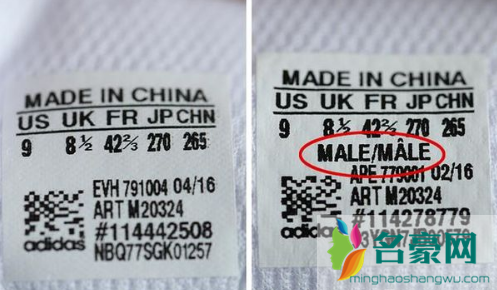 MADE IN CHINA
US UK FR JP CHN
9 8½ 42⅔ 270 265
EVH 791004 04/16
ART M20324
#114442508
NBQ77SGK01257
adidas
MADE IN CHINA
US UK FR JP CHN
9 8½ 42⅔ 270 265
MALE/MÂLE
APE 779001 02/16
ART M20324
#114278779
adidas
名豪网
minghaoshangwu.com